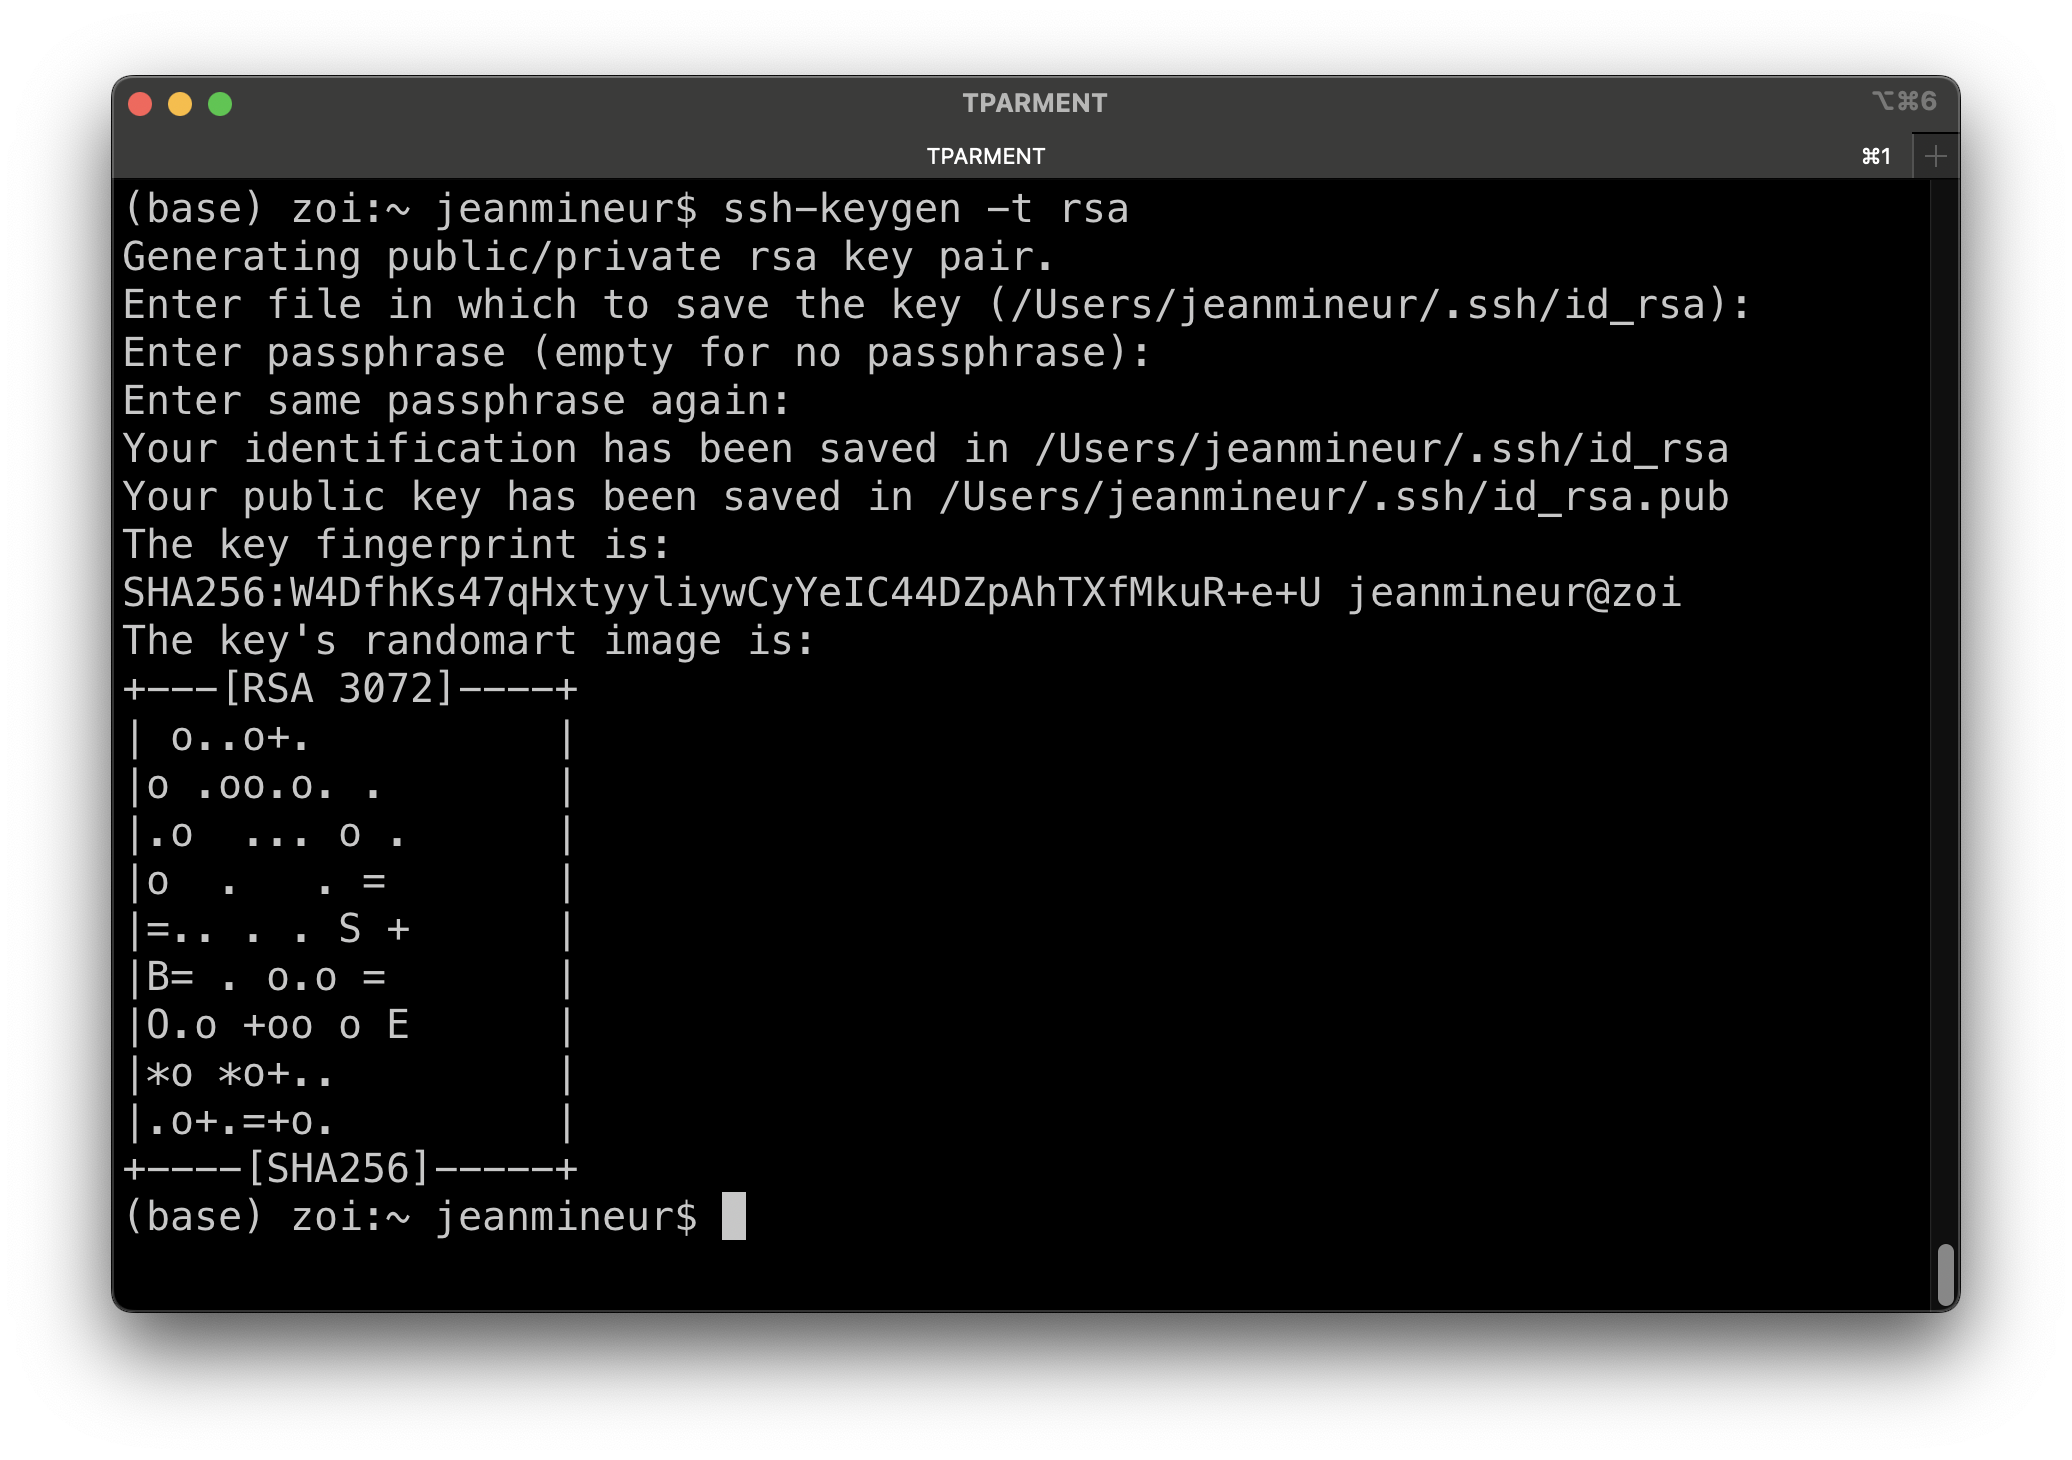 TPARMENT ⌥⌘6
TPARMENT ⌘1 +
(base) zoi:~ jeanmineur$ ssh-keygen -t rsa
Generating public/private rsa key pair.
Enter file in which to save the key (/Users/jeanmineur/.ssh/id_rsa):
Enter passphrase (empty for no passphrase):
Enter same passphrase again:
Your identification has been saved in /Users/jeanmineur/.ssh/id_rsa
Your public key has been saved in /Users/jeanmineur/.ssh/id_rsa.pub
The key fingerprint is:
SHA256:W4DfhKs47qHxtyyliywCyYeIC44DZpAhTXfMkuR+e+U jeanmineur@zoi
The key's randomart image is:
+---[RSA 3072]----+
| o..o+.          |
|o .oo.o. .       |
|.o  ... o .      |
|o  .   . =       |
|=.. . . S +      |
|B= . o.o =       |
|O.o +oo o E      |
|*o *o+..         |
|.o+.=+o.         |
+----[SHA256]-----+
(base) zoi:~ jeanmineur$